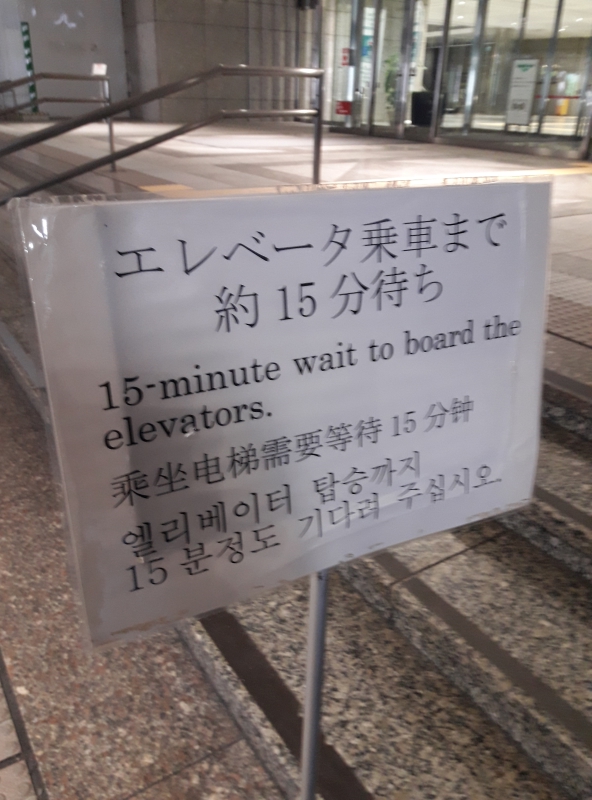 エレベータ乗車まで
約 15 分待ち
15-minute wait to board the
elevators.
乘坐电梯需要等待 15 分钟
엘리베이터 탑승까지
15 분정도 기다려 주십시오.